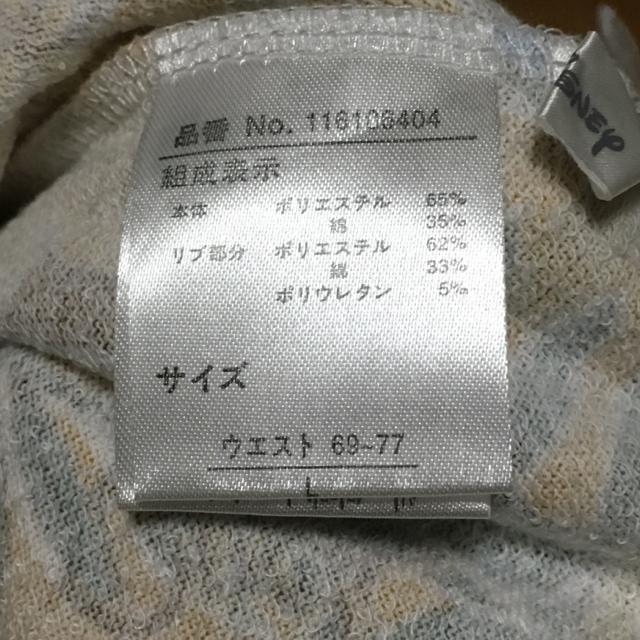 品番 No. 116106404
組成表示
本体 ポリエステル 65%
綿 35%
リブ部分 ポリエステル 62%
綿 33%
ポリウレタン 5%
サイズ
ウエスト 69~77
L
DISNEY